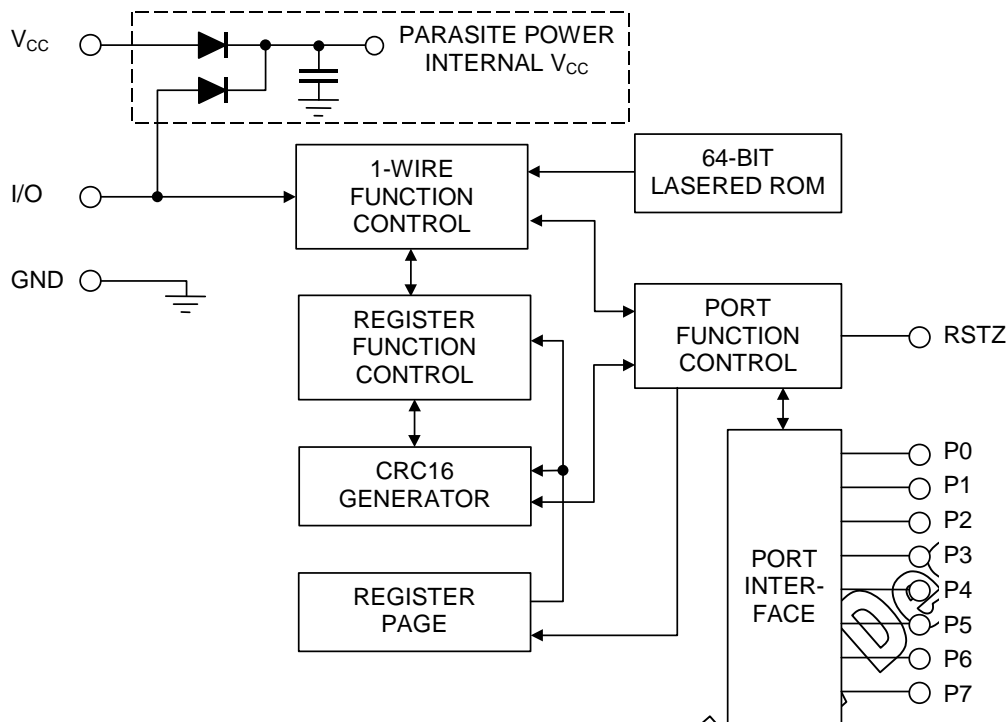 VCC
PARASITE POWER
INTERNAL VCC
I/O
1-WIRE
FUNCTION
CONTROL
64-BIT
LASERED ROM
GND
REGISTER
FUNCTION
CONTROL
PORT
FUNCTION
CONTROL
RSTZ
CRC16
GENERATOR
REGISTER
PAGE
PORT
INTER-
FACE
P0
P1
P2
P3
P4
P5
P6
P7